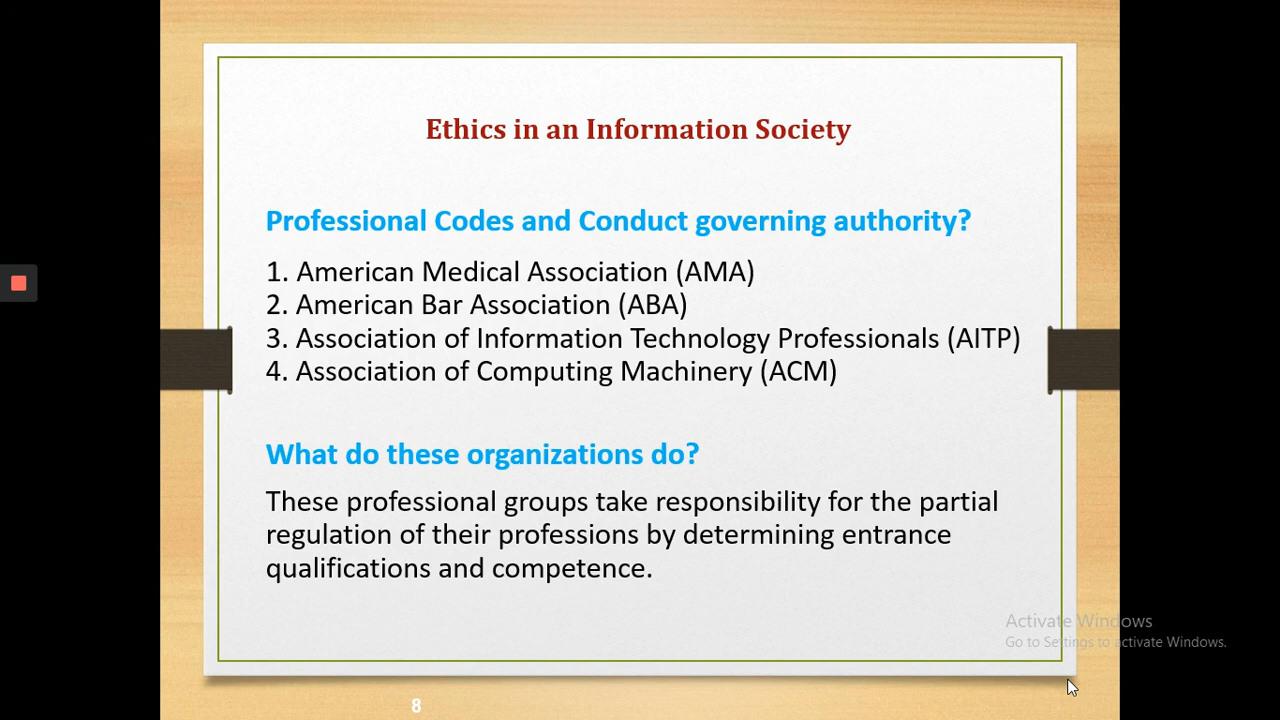 Ethics in an Information Society
Professional Codes and Conduct governing authority?
1. American Medical Association (AMA)
2. American Bar Association (ABA)
3. Association of Information Technology Professionals (AITP)
4. Association of Computing Machinery (ACM)
What do these organizations do?
These professional groups take responsibility for the partial
regulation of their professions by determining entrance
qualifications and competence.
Activate Windows
Go to Settings to activate Windows.
8